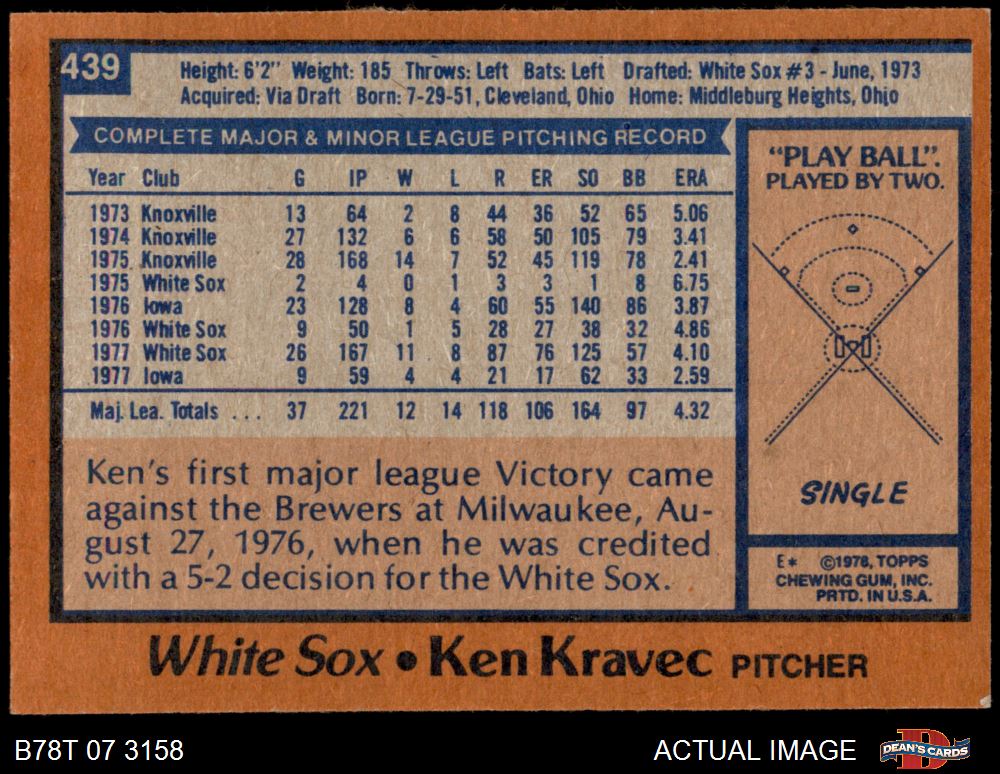 439
Height: 6'2" Weight: 185 Throws: Left Bats: Left Drafted: White Sox #3 - June, 1973
Acquired: Via Draft Born: 7-29-51, Cleveland, Ohio Home: Middleburg Heights, Ohio
COMPLETE MAJOR & MINOR LEAGUE PITCHING RECORD
Year Club G IP W L R ER SO BB ERA
1973 Knoxville 13 64 2 8 44 36 52 65 5.06
1974 Knoxville 27 132 6 6 58 50 105 79 3.41
1975 Knoxville 28 168 14 7 52 45 119 78 2.41
1975 White Sox 2 4 0 1 3 3 1 8 6.75
1976 Iowa 23 128 8 4 60 55 140 86 3.87
1976 White Sox 9 50 1 5 28 27 38 32 4.86
1977 White Sox 26 167 11 8 87 76 125 57 4.10
1977 Iowa 9 59 4 4 21 17 62 33 2.59
Maj. Lea. Totals ... 37 221 12 14 118 106 164 97 4.32
Ken's first major league Victory came
against the Brewers at Milwaukee, Au-
gust 27, 1976, when he was credited
with a 5-2 decision for the White Sox.
"PLAY BALL".
PLAYED BY TWO.
SINGLE
E* ©1978, TOPPS
CHEWING GUM, INC.
PRTD. IN U.S.A.
White Sox • Ken Kravec PITCHER
B78T 07 3158
ACTUAL IMAGE
DEAN'S CARDS